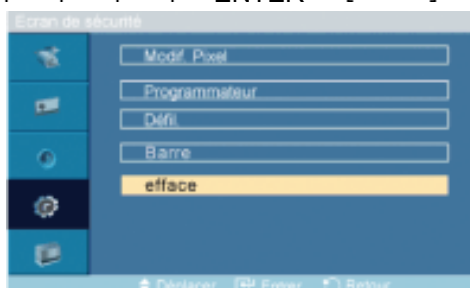 ENTER
Ecran de sécurité
Modif. Pixel
Programmateur
Défil.
Barre
efface
Déplacer Entrer Retour